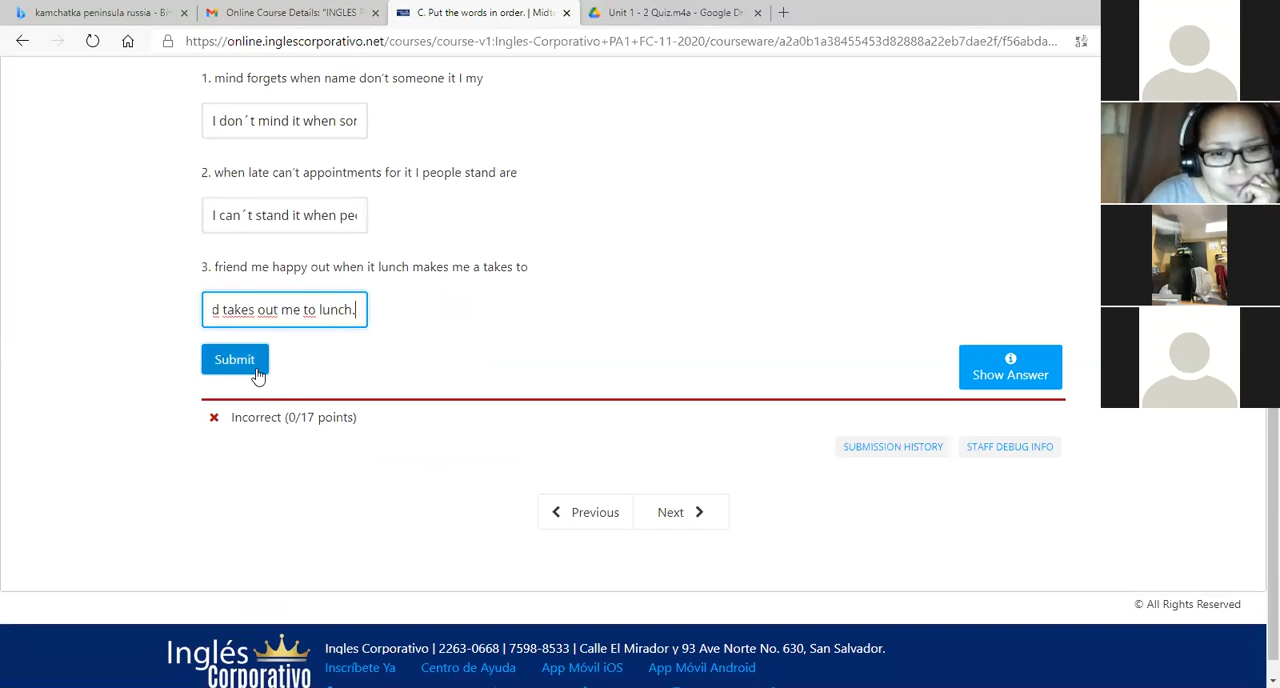 kamchatka peninsula russia - Bin
Online Course Details: "INGLES P
C. Put the words in order. | Midt
Unit 1 - 2 Quiz.m4a - Google Dr
https://online.inglescorporativo.net/courses/course-v1:Ingles-Corporativo+PA1+FC-11-2020/courseware/a2a0b1a38455453d82888a22eb7dae2f/f56abda...
1. mind forgets when name don't someone it I my
I don´t mind it when sor
2. when late can't appointments for it I people stand are
I can´t stand it when peo
3. friend me happy out when it lunch makes me a takes to
d takes out me to lunch.
Submit
Show Answer
Incorrect (0/17 points)
SUBMISSION HISTORY
STAFF DEBUG INFO
Previous
Next
© All Rights Reserved
Inglés Corporativo
Ingles Corporativo | 2263-0668 | 7598-8533 | Calle El Mirador y 93 Ave Norte No. 630, San Salvador.
Inscríbete Ya
Centro de Ayuda
App Móvil iOS
App Móvil Android